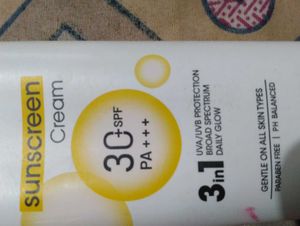 sunscreen
Cream
30+SPF
PA+++
3in1
UVA/UVB PROTECTION
BROAD SPECTRUM
DAILY GLOW
GENTLE ON ALL SKIN TYPES
PARABEN FREE | PH BALANCED